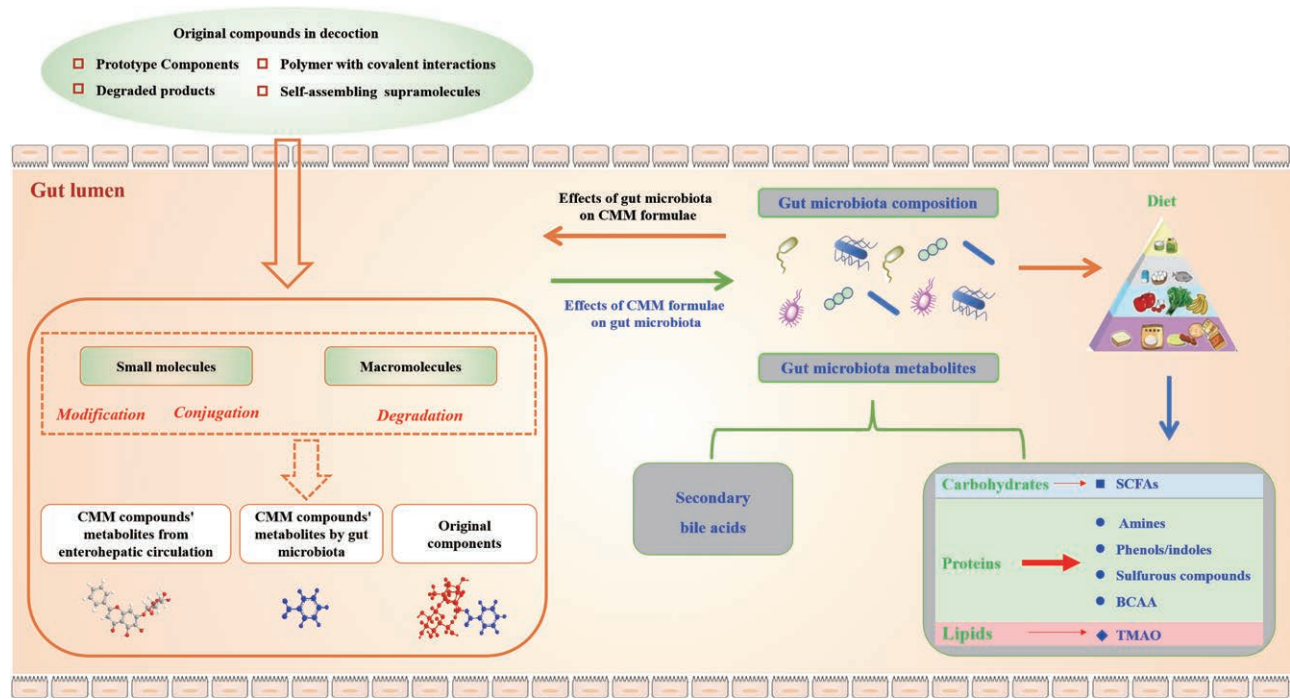 Original compounds in decoction
Prototype Components
Polymer with covalent interactions
Degraded products
Self-assembling supramolecules
Gut lumen
Effects of gut microbiota
on CMM formulae
Effects of CMM formulae
on gut microbiota
Gut microbiota composition
Diet
Small molecules
Macromolecules
Modification
Conjugation
Degradation
CMM compounds'
metabolites from
enterohepatic circulation
CMM compounds'
metabolites by gut
microbiota
Original
components
Gut microbiota metabolites
Secondary
bile acids
Carbohydrates
SCFAs
Proteins
Amines
Phenols/indoles
Sulfurous compounds
BCAA
Lipids
TMAO